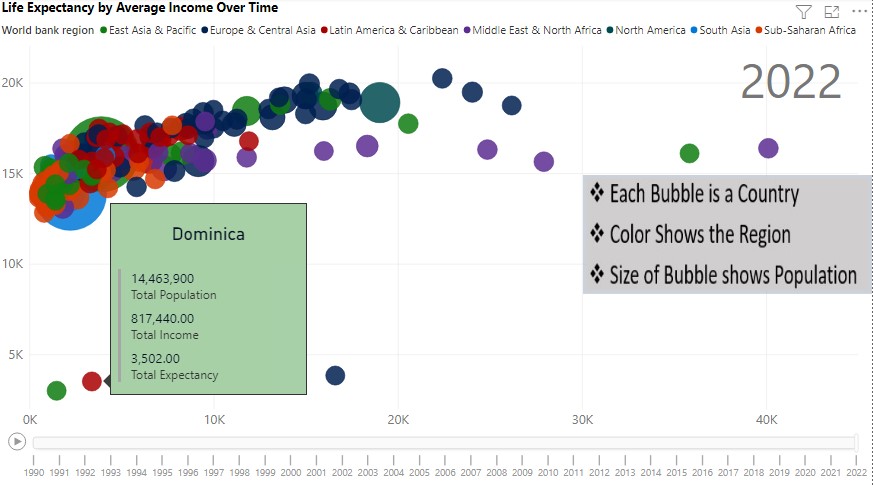 Life Expectancy by Average Income Over Time
World bank region East Asia & Pacific Europe & Central Asia Latin America & Caribbean Middle East & North Africa North America South Asia Sub-Saharan Africa
2022
20K
15K
10K
5K
❖ Each Bubble is a Country
❖ Color Shows the Region
❖ Size of Bubble shows Population
Dominica
14,463,900
Total Population
817,440.00
Total Income
3,502.00
Total Expectancy
0K 10K 20K 30K 40K
1990 1991 1992 1993 1994 1995 1996 1997 1998 1999 2000 2001 2002 2003 2004 2005 2006 2007 2008 2009 2010 2011 2012 2013 2014 2015 2016 2017 2018 2019 2020 2021 2022